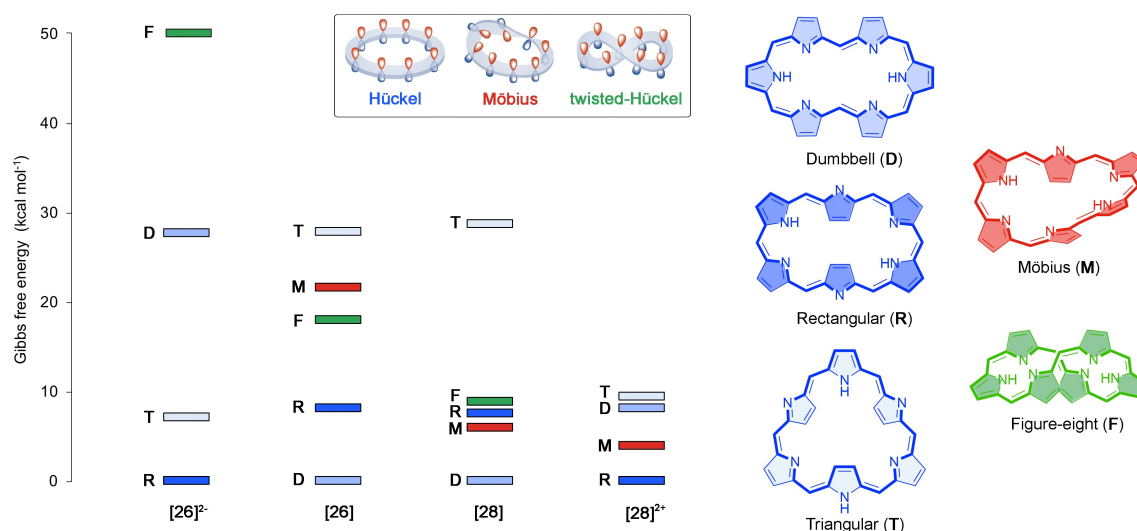 50
40
30
20
10
0
Gibbs free energy (kcal mol⁻¹)
F
D
T
R
[26]²⁻
T
M
F
R
D
[26]
T
F
R
M
D
[28]
T
D
M
R
[28]²⁺
Hückel
Möbius
twisted-Hückel
N
N
NH
HN
N
N
Dumbbell (D)
N
NH
N
N
HN
N
Rectangular (R)
H
N
N
N
N
N
N
H
Triangular (T)
N
NH
N
HN
N
N
Möbius (M)
N
N
NH
N
N
HN
Figure-eight (F)